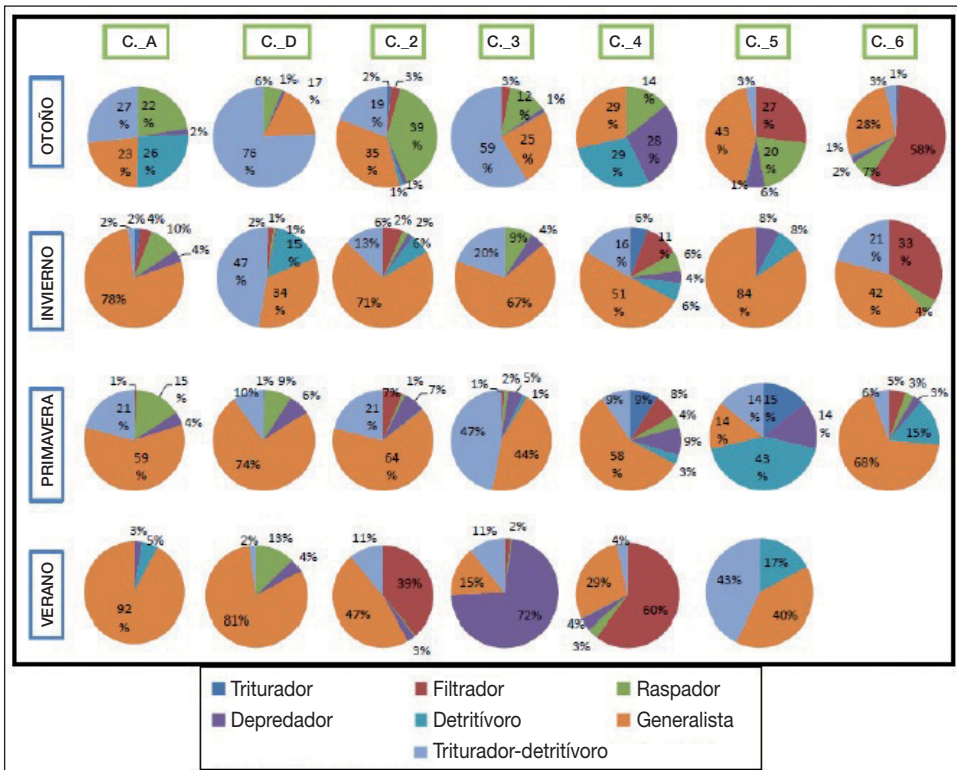 C._A C._D C._2 C._3 C._4 C._5 C._6
OTOÑO
27 % 22 % 2% 26 % 23 %
6% 1% 17 % 76 %
2% 3% 39 % 1% 1% 35 % 19 %
3% 12 % 1% 25 % 59 %
14 % 28 % 29 % 29 %
3% 27 % 20 % 6% 1% 43 %
3% 1% 58% 7% 2% 1% 28%
INVIERNO
2% 2% 4% 10% 4% 78%
2% 1% 1% 15 % 34 % 47 %
6% 2% 2% 6% 71% 13%
9% 4% 67% 20%
6% 11 % 6% 4% 6% 51 % 16 %
8% 8% 84 %
33 % 4% 42 % 21 %
PRIMAVERA
1% 15 % 4% 59 % 21 %
1% 9% 6% 74% 10%
7% 1% 7% 64 % 21 %
1% 2% 5% 1% 44% 47%
9% 8% 4% 9% 3% 58 % 9%
15 % 14 % 43 % 14 % 14 %
5% 3% 3% 15% 68% 6%
VERANO
3% 5% 92 %
2% 13% 4% 81%
11% 39% 3% 47%
11% 2% 72% 15%
4% 60% 3% 4% 29%
17% 40% 43%
Triturador Filtrador Raspador
Depredador Detritívoro Generalista
Triturador-detritívoro